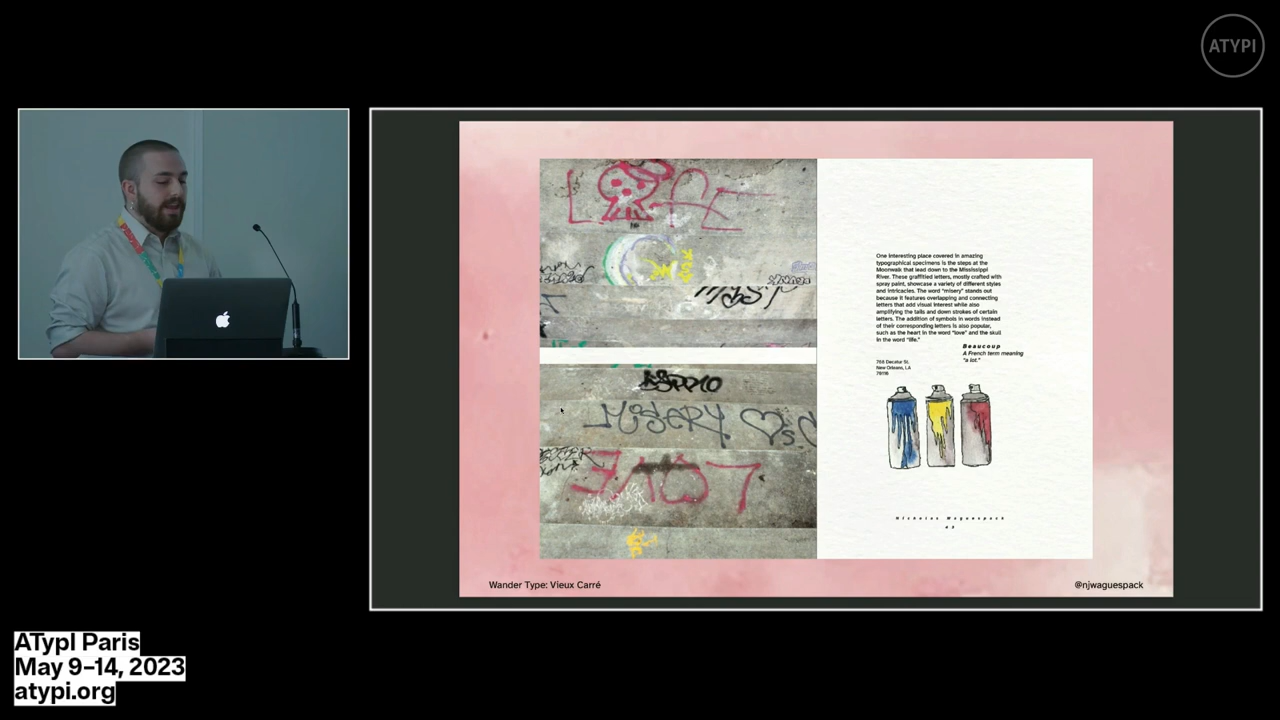 ATYPI
One interesting place covered in amazing
typographical specimens is the steps at the
Moonwalk that lead down to the Mississippi
River. These graffitied letters, mostly crafted with
spray paint, showcase a variety of different styles
and intricacies. The word "misery" stands out
because it features overlapping and connecting
letters that add visual interest while also
amplifying the tails and down strokes of certain
letters. The addition of symbols in words instead
of their corresponding letters is also popular,
such as the heart in the word "love" and the skull
in the word "life."
Beaucoup
A French term meaning
"a lot."
768 Decatur St.
New Orleans, LA
70116
MISERY
Nicholas Waguespack
Wander Type: Vieux Carré
@njwaguespack
ATypI Paris
May 9–14, 2023
atypi.org